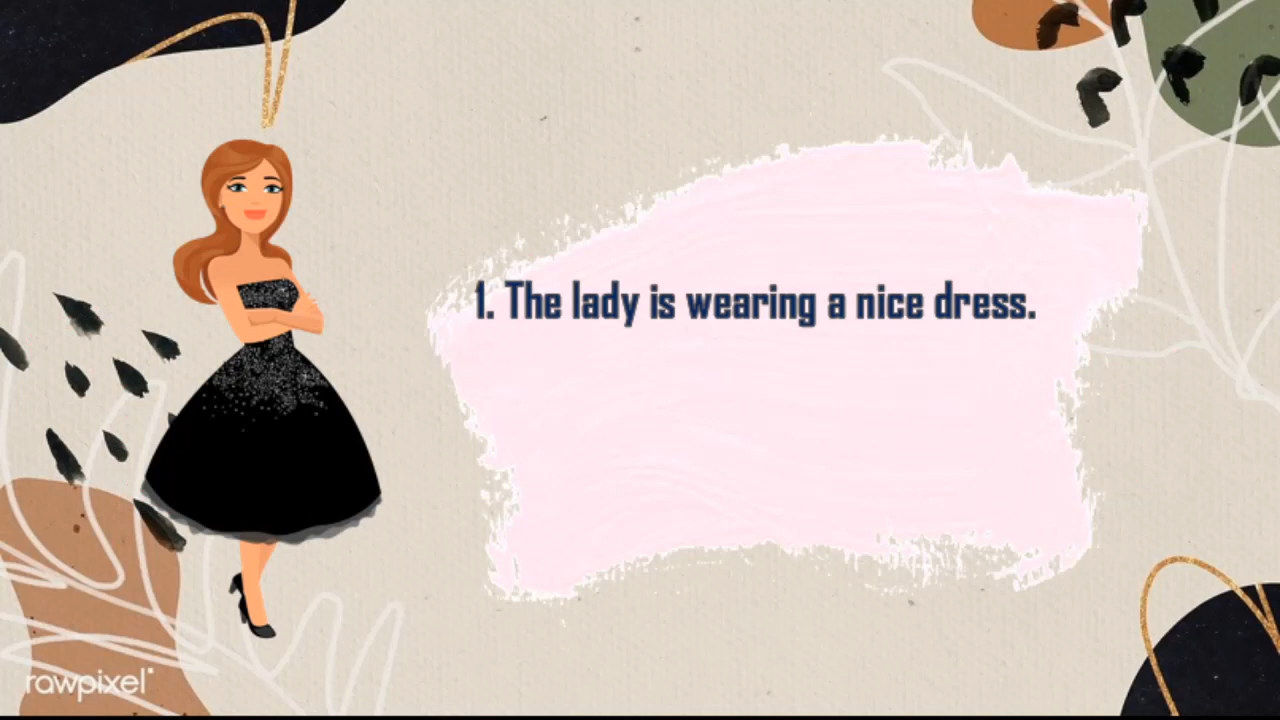 1. The lady is wearing a nice dress.
rawpixel